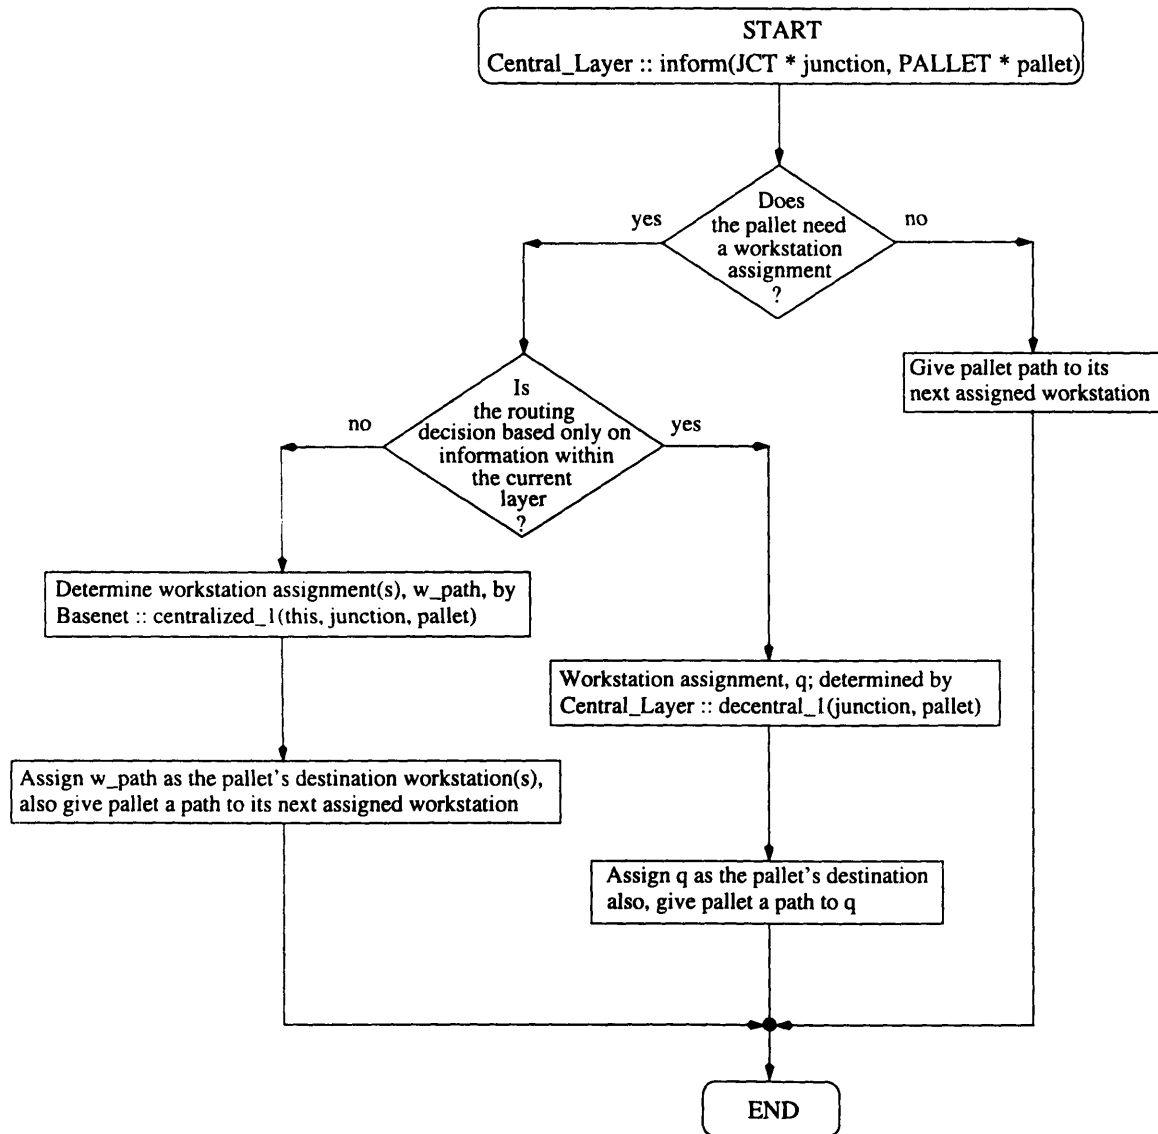 START
Central_Layer :: inform(JCT * junction, PALLET * pallet)
Does
the pallet need
a workstation
assignment
?
yes
no
Give pallet path to its
next assigned workstation
Is
the routing
decision based only on
information within
the current
layer
?
no
yes
Determine workstation assignment(s), w_path, by
Basenet :: centralized_1(this, junction, pallet)
Workstation assignment, q; determined by
Central_Layer :: decentral_1(junction, pallet)
Assign w_path as the pallet's destination workstation(s),
also give pallet a path to its next assigned workstation
Assign q as the pallet's destination
also, give pallet a path to q
END